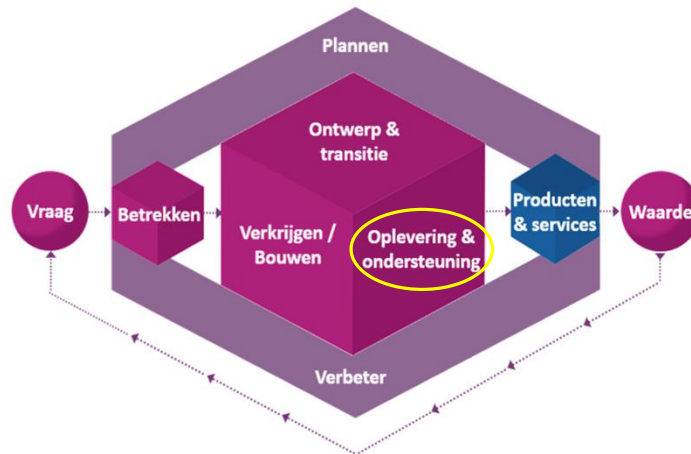 Plannen
Ontwerp &
transitie
Vraag
Betrekken
Verkrijgen /
Bouwen
Oplevering &
ondersteuning
Producten
& services
Waarde
Verbeter